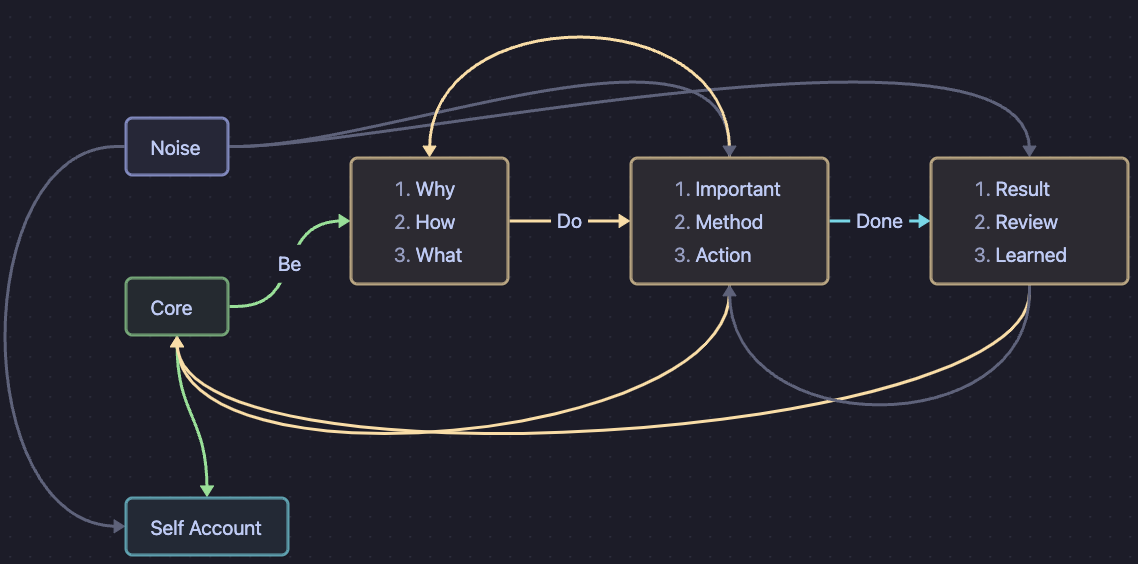 Noise
Core
Self Account
Be
1. Why
2. How
3. What
Do
1. Important
2. Method
3. Action
Done
1. Result
2. Review
3. Learned